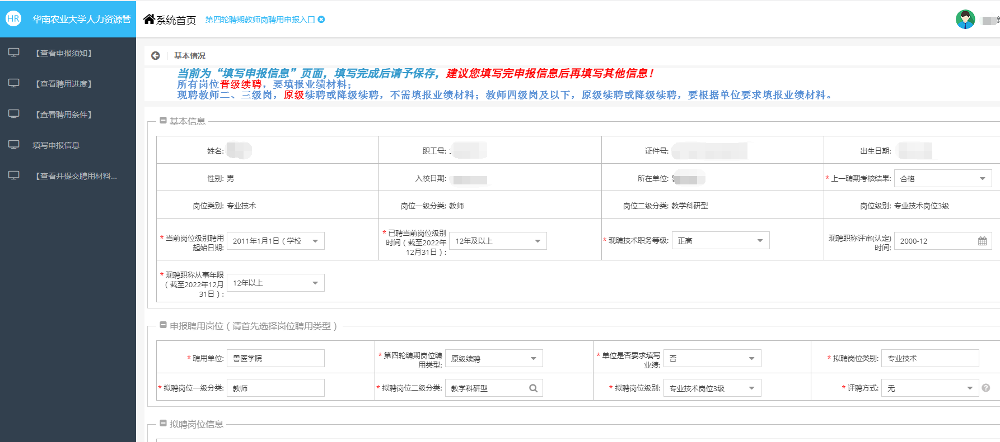 HR 华南农业大学人力资源管
系统首页 第四轮聘期教师岗聘用申报入口
【查看申报须知】
【查看聘用进度】
【查看聘用条件】
填写申报信息
【查看并提交聘用材料...
基本情况
当前为“填写申报信息”页面，填写完成后请予保存，建议您填写完申报信息后再填写其他信息！
所有岗位晋级续聘，要填报业绩材料；
现聘教师二、三级岗，原级续聘或降级续聘，不需填报业绩材料；教师四级岗及以下，原级续聘或降级续聘，要根据单位要求填报业绩材料。
基本信息
姓名: 职工号: 证件号: 出生日期:
性别: 男 入校日期: 所在单位: * 上一聘期考核结果: 合格
岗位类别: 专业技术 岗位一级分类: 教师 岗位二级分类: 教学科研型 岗位级别: 专业技术岗位3级
* 当前岗位级别聘用
起始日期: 2011年1月1日（学校
* 已聘当前岗位级别
时间（截至2022年
12月31日）: 12年及以上
* 现聘技术职务等级: 正高
现聘职称评审(认定)
时间: 2000-12
* 现聘职称从事年限
（截至2022年12月
31日）: 12年以上
申报聘用岗位（请首先选择岗位聘用类型）
* 聘用单位: 兽医学院
* 第四轮聘期岗位聘
用类型: 原级续聘
* 单位是否要求填写
业绩: 否
* 拟聘岗位类别: 专业技术
* 拟聘岗位一级分类: 教师 * 拟聘岗位二级分类: 教学科研型 * 拟聘岗位级别: 专业技术岗位3级 * 评聘方式: 无
拟聘岗位信息